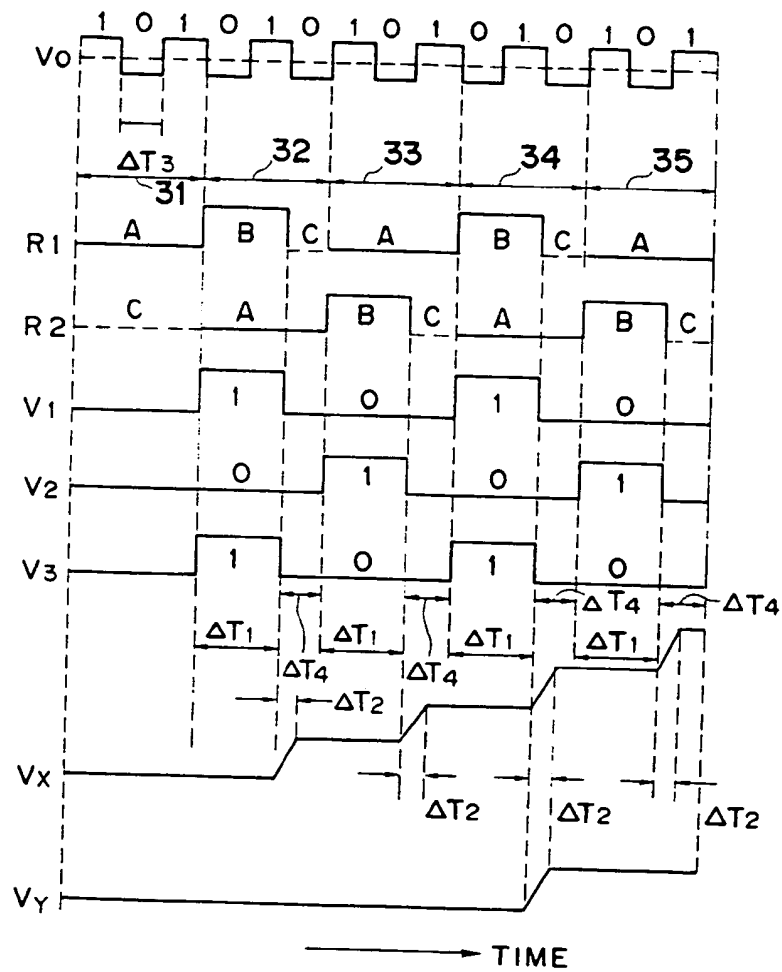 1 0 1 0 1 0 1 0 1 0 1 0 1 0 1
V0
ΔT3
31 32 33 34 35
R1 A B C A B C A
R2 C A B C A B C
V1 1 0 1 0
V2 0 1 0 1
V3 1 0 1 0
ΔT4 ΔT4
ΔT1 ΔT1 ΔT1 ΔT1
ΔT4 ΔT4
ΔT2
VX
ΔT2 ΔT2 ΔT2
VY
TIME